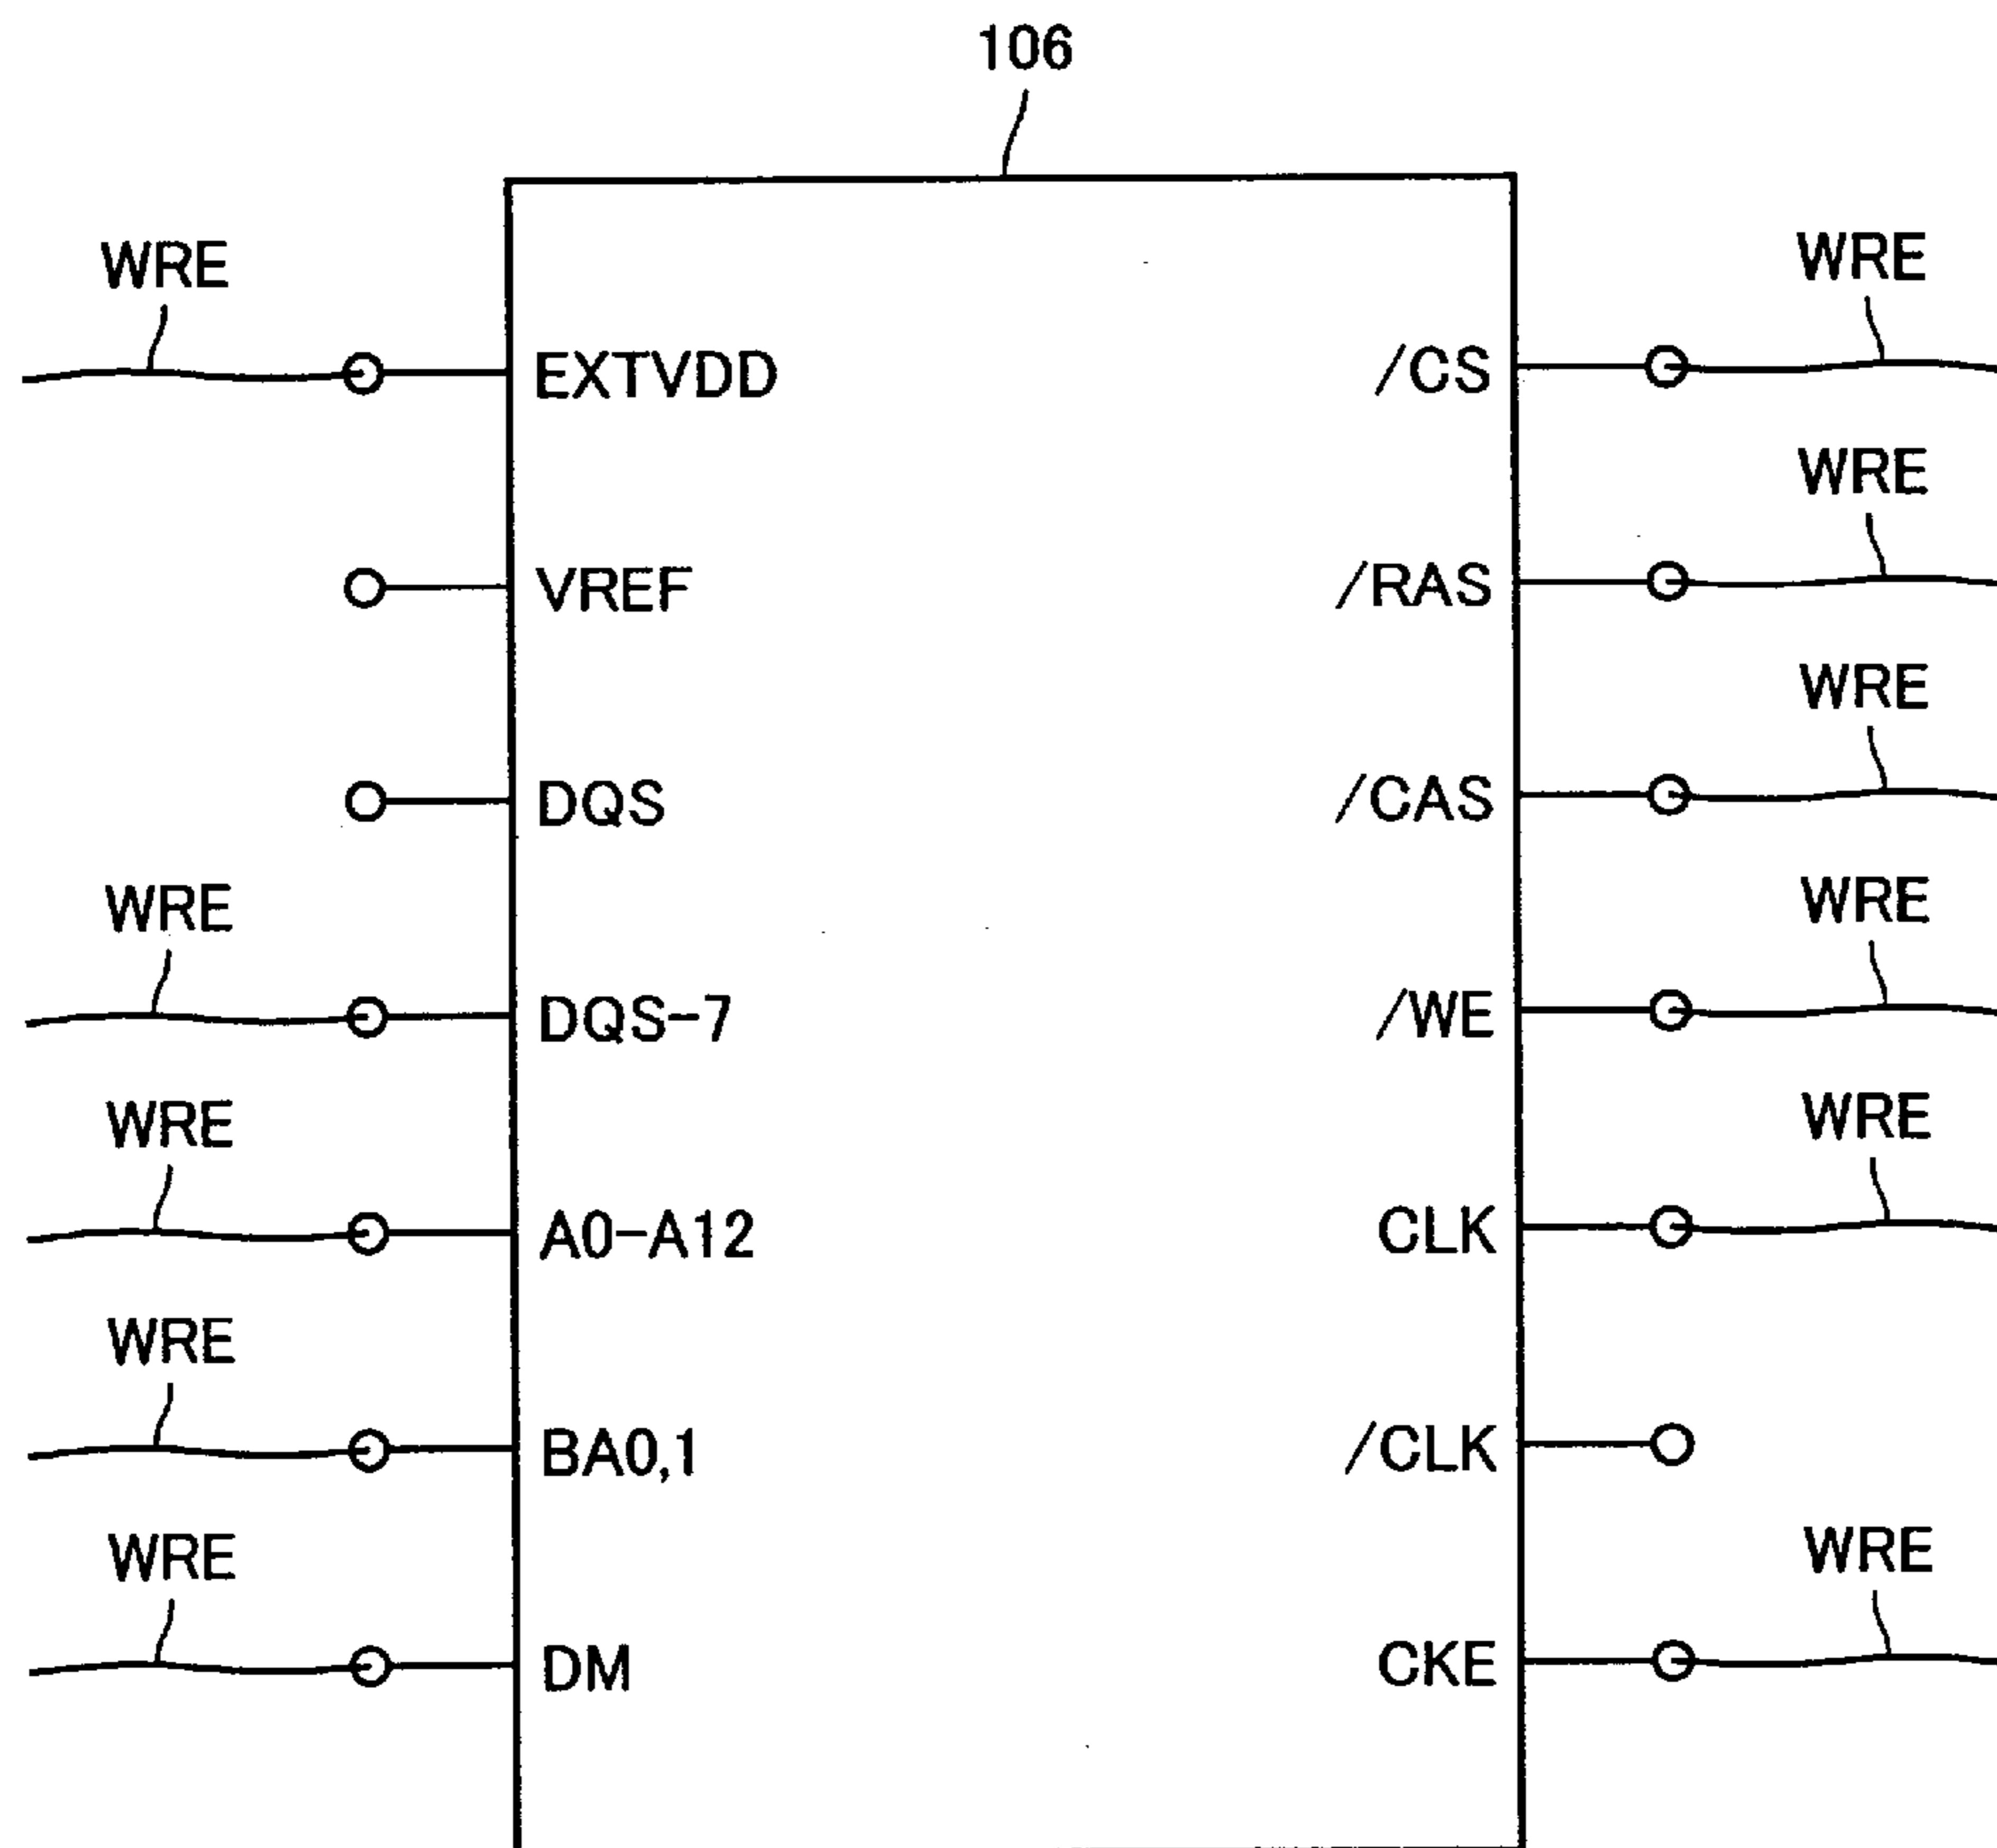 106
WRE
WRE
EXTVDD
/CS
WRE
VREF
/RAS
WRE
DQS
/CAS
WRE
WRE
DQS-7
/WE
WRE
WRE
A0-A12
CLK
WRE
BA0,1
/CLK
WRE
WRE
DM
CKE